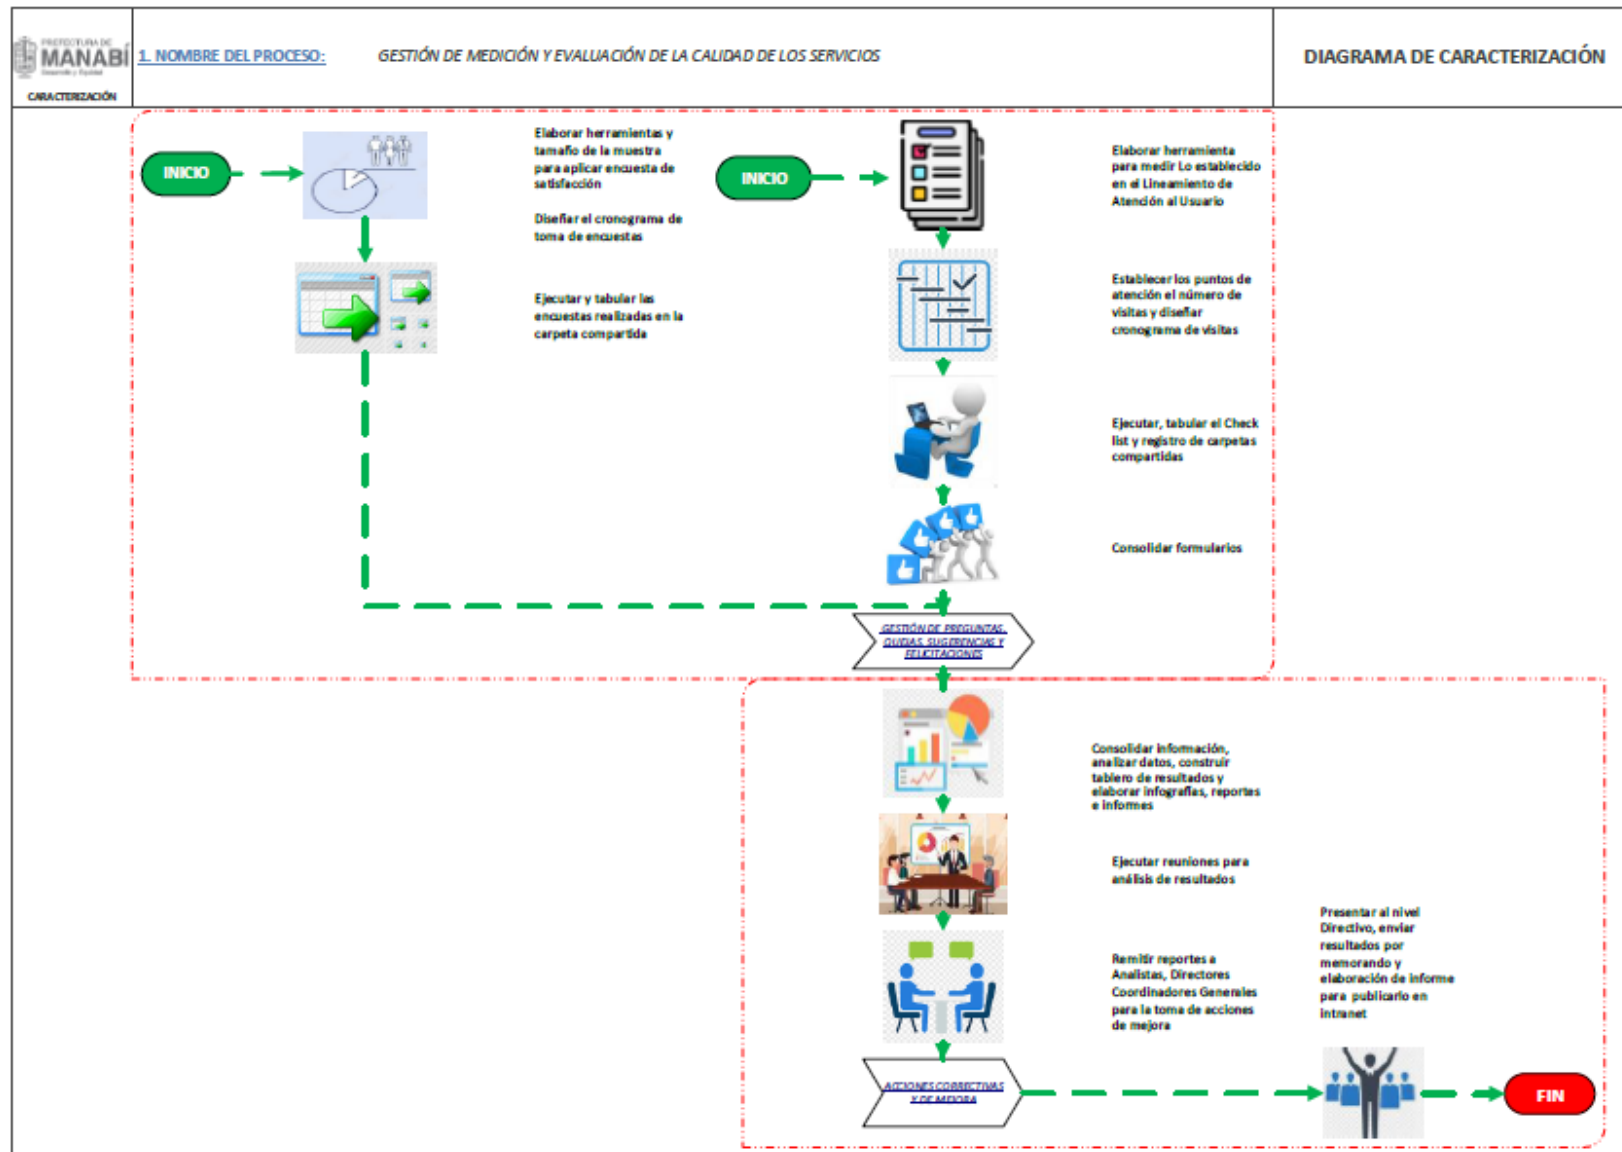 PREFECTURA DE
MANABÍ
Desarrollo y Equidad
CARACTERIZACIÓN
1. NOMBRE DEL PROCESO:
GESTIÓN DE MEDICIÓN Y EVALUACIÓN DE LA CALIDAD DE LOS SERVICIOS
DIAGRAMA DE CARACTERIZACIÓN
INICIO
Elaborar herramientas y
tamaño de la muestra
para aplicar encuesta de
satisfacción
Diseñar el cronograma de
toma de encuestas
Ejecutar y tabular las
encuestas realizadas en la
carpeta compartida
INICIO
Elaborar herramienta
para medir Lo establecido
en el Lineamiento de
Atención al Usuario
Establecer los puntos de
atención el número de
visitas y diseñar
cronograma de visitas
Ejecutar, tabular el Check
list y registro de carpetas
compartidas
Consolidar formularios
GESTIÓN DE PREGUNTAS,
QUEJAS, SUGERENCIAS Y
FELICITACIONES
Consolidar información,
analizar datos, construir
tablero de resultados y
elaborar infografías, reportes
e informes
Ejecutar reuniones para
análisis de resultados
Remitir reportes a
Analistas, Directores
Coordinadores Generales
para la toma de acciones
de mejora
ACCIONES CORRECTIVAS
Y DE MEJORA
Presentar al nivel
Directivo, enviar
resultados por
memorando y
elaboración de informe
para publicarlo en
intranet
FIN